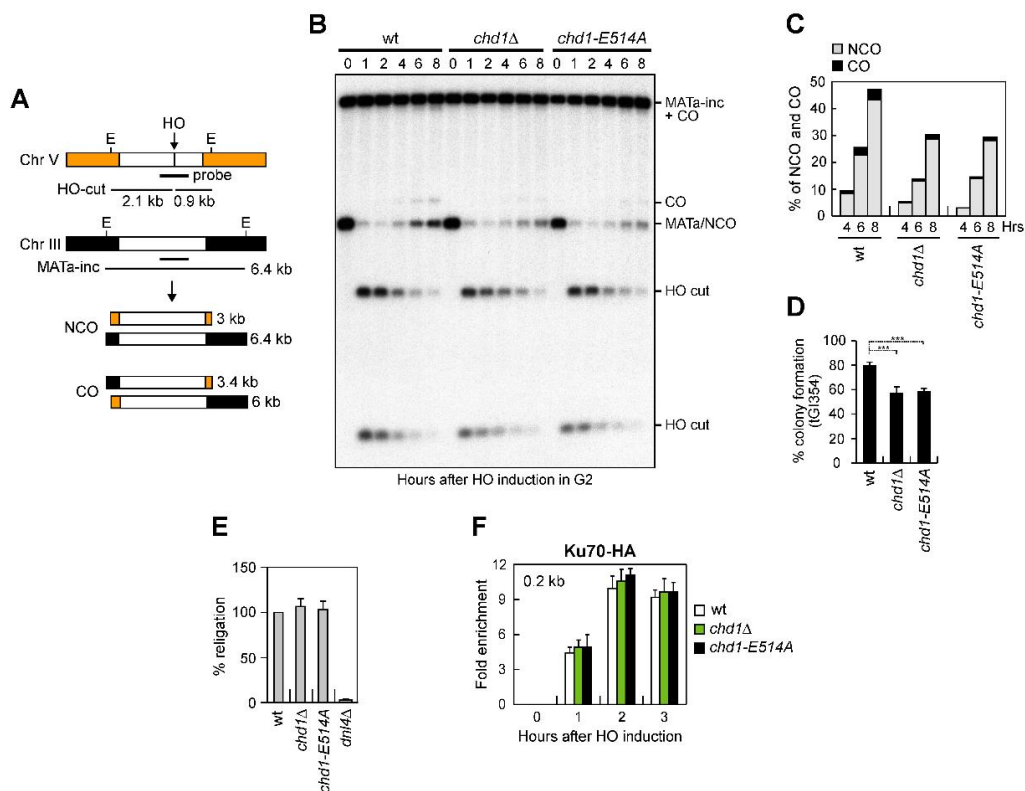 A
HO
E
E
Chr V
probe
HO-cut
2.1 kb
0.9 kb
E
E
Chr III
MATa-inc
6.4 kb
NCO
3 kb
6.4 kb
CO
3.4 kb
6 kb
B
wt
chd1Δ
chd1-E514A
0 1 2 4 6 8 0 1 2 4 6 8 0 1 2 4 6 8
MATa-inc
+ CO
CO
MATa/NCO
HO cut
HO cut
Hours after HO induction in G2
C
NCO
CO
% of NCO and CO
50
40
30
20
10
0
4 6 8 4 6 8 4 6 8 Hrs
wt
chd1Δ
chd1-E514A
D
% colony formation
(tGI354)
100
80
60
40
20
0
***
***
wt
chd1Δ
chd1-E514A
E
% religation
150
100
50
0
wt
chd1Δ
chd1-E514A
dnl4Δ
F
Ku70-HA
Fold enrichment
12
9
6
3
0
0.2 kb
wt
chd1Δ
chd1-E514A
0 1 2 3
Hours after HO induction